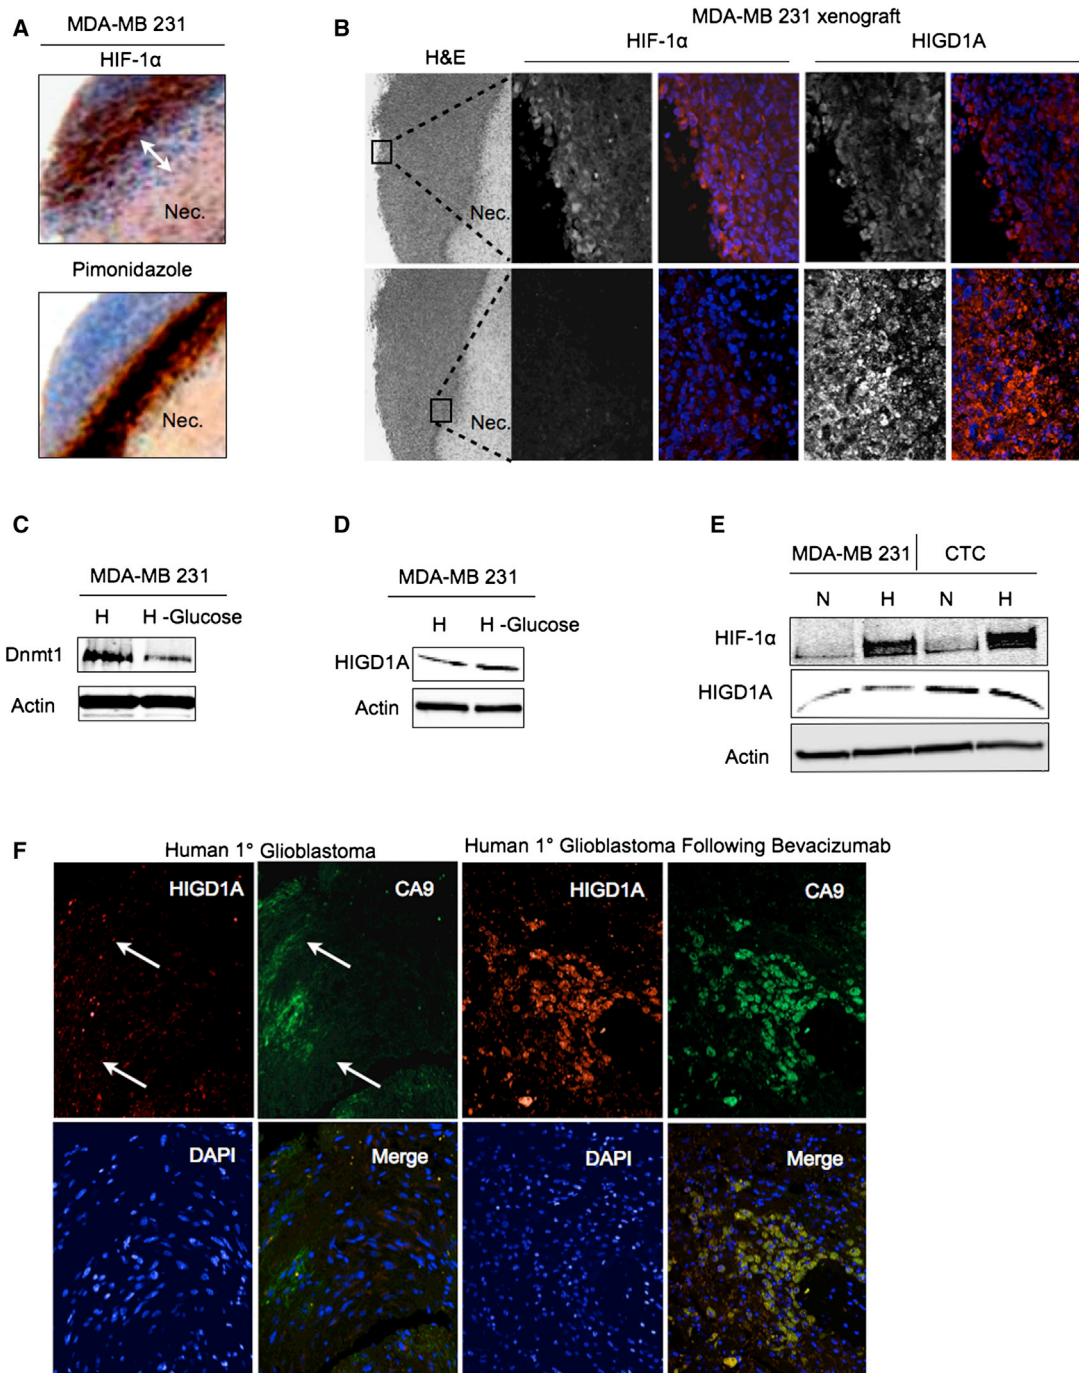 A
MDA-MB 231
HIF-1α
Nec.
Pimonidazole
Nec.
B
MDA-MB 231 xenograft
H&E
HIF-1α
HIGD1A
Nec.
Nec.
C
MDA-MB 231
H H -Glucose
Dnmt1
Actin
D
MDA-MB 231
H H -Glucose
HIGD1A
Actin
E
MDA-MB 231 CTC
N H N H
HIF-1α
HIGD1A
Actin
F
Human 1° Glioblastoma
HIGD1A
CA9
DAPI
Merge
Human 1° Glioblastoma Following Bevacizumab
HIGD1A
CA9
DAPI
Merge